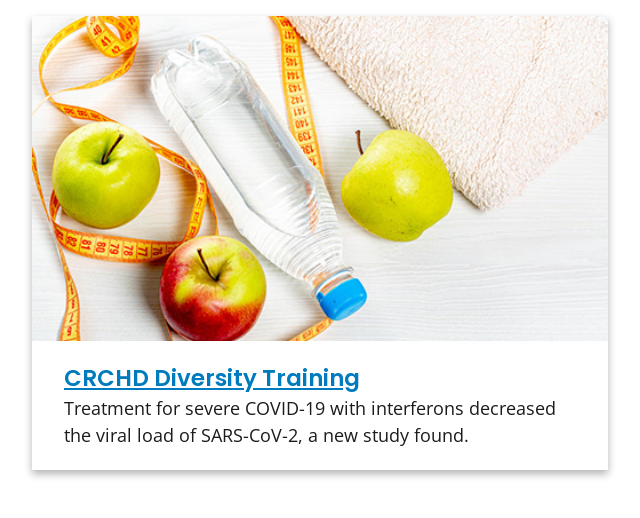 CRCHD Diversity Training
Treatment for severe COVID-19 with interferons decreased
the viral load of SARS-CoV-2, a new study found.